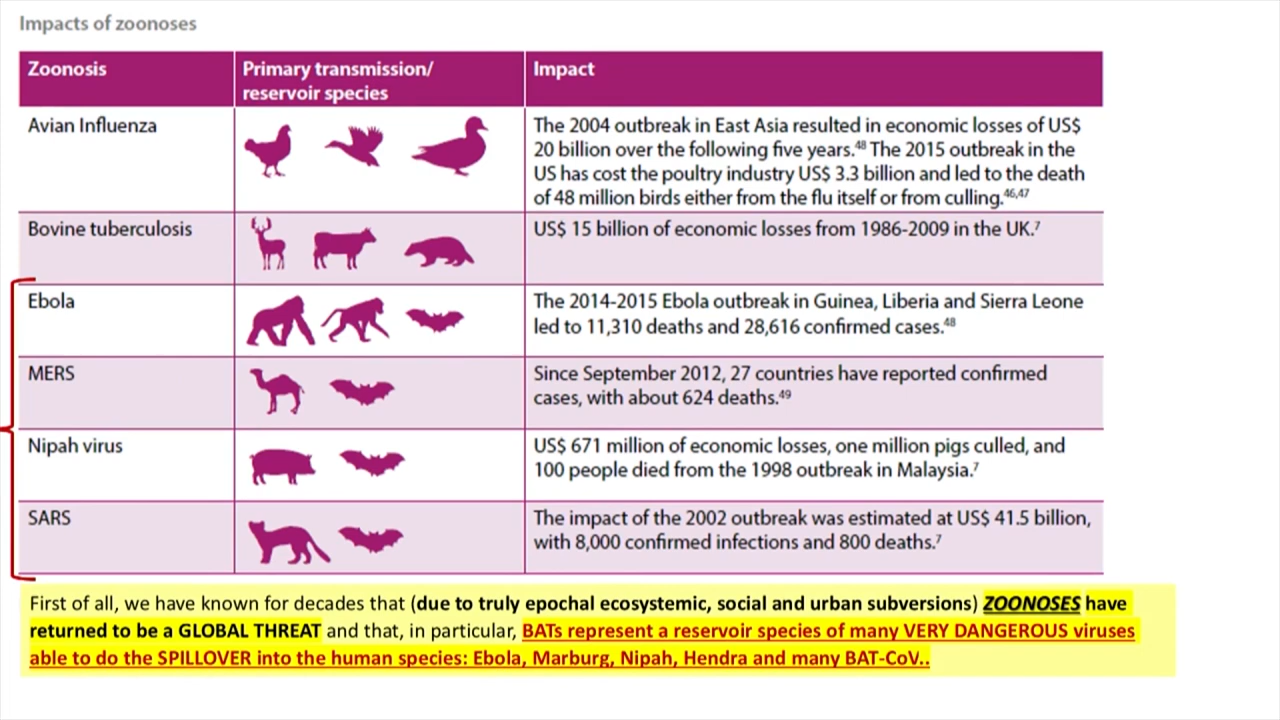 Impacts of zoonoses
Zoonosis
Primary transmission/
reservoir species
Impact
Avian Influenza
The 2004 outbreak in East Asia resulted in economic losses of US$
20 billion over the following five years.48 The 2015 outbreak in the
US has cost the poultry industry US$ 3.3 billion and led to the death
of 48 million birds either from the flu itself or from culling.46,47
Bovine tuberculosis
US$ 15 billion of economic losses from 1986-2009 in the UK.7
Ebola
The 2014-2015 Ebola outbreak in Guinea, Liberia and Sierra Leone
led to 11,310 deaths and 28,616 confirmed cases.48
MERS
Since September 2012, 27 countries have reported confirmed
cases, with about 624 deaths.49
Nipah virus
US$ 671 million of economic losses, one million pigs culled, and
100 people died from the 1998 outbreak in Malaysia.7
SARS
The impact of the 2002 outbreak was estimated at US$ 41.5 billion,
with 8,000 confirmed infections and 800 deaths.7
First of all, we have known for decades that (due to truly epochal ecosystemic, social and urban subversions) ZOONOSES have
returned to be a GLOBAL THREAT and that, in particular, BATs represent a reservoir species of many VERY DANGEROUS viruses
able to do the SPILLOVER into the human species: Ebola, Marburg, Nipah, Hendra and many BAT-CoV..